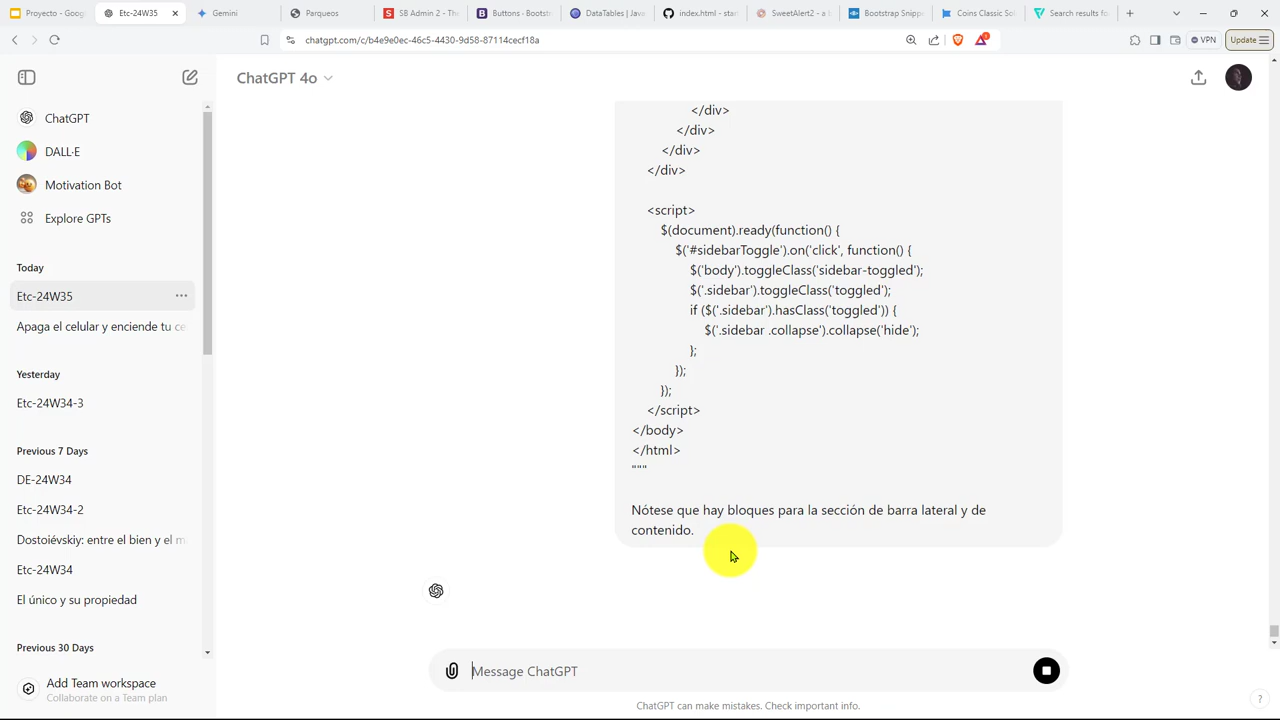 Proyecto - Goog
Etc-24W35
Gemini
Parqueos
SB Admin 2 - The
Buttons - Bootstr
DataTables | Java
index.html - start
SweetAlert2 - a b
Bootstrap Snippe
Coins Classic Sol
Search results fo
chatgpt.com/c/b4e9e0ec-46c5-4430-9d58-87114cecf18a
VPN
Update
ChatGPT 4o
ChatGPT
DALL·E
Motivation Bot
Explore GPTs
Today
Etc-24W35
Apaga el celular y enciende tu ce
Yesterday
Etc-24W34-3
Previous 7 Days
DE-24W34
Etc-24W34-2
Dostoiévskiy: entre el bien y el m
Etc-24W34
El único y su propiedad
Previous 30 Days
Add Team workspace
Collaborate on a Team plan
</div>
</div>
</div>
</div>
<script>
$(document).ready(function() {
$('#sidebarToggle').on('click', function() {
$('body').toggleClass('sidebar-toggled');
$('.sidebar').toggleClass('toggled');
if ($('.sidebar').hasClass('toggled')) {
$('.sidebar .collapse').collapse('hide');
};
});
});
</script>
</body>
</html>
"""
Nótese que hay bloques para la sección de barra lateral y de
contenido.
Message ChatGPT
ChatGPT can make mistakes. Check important info.
?